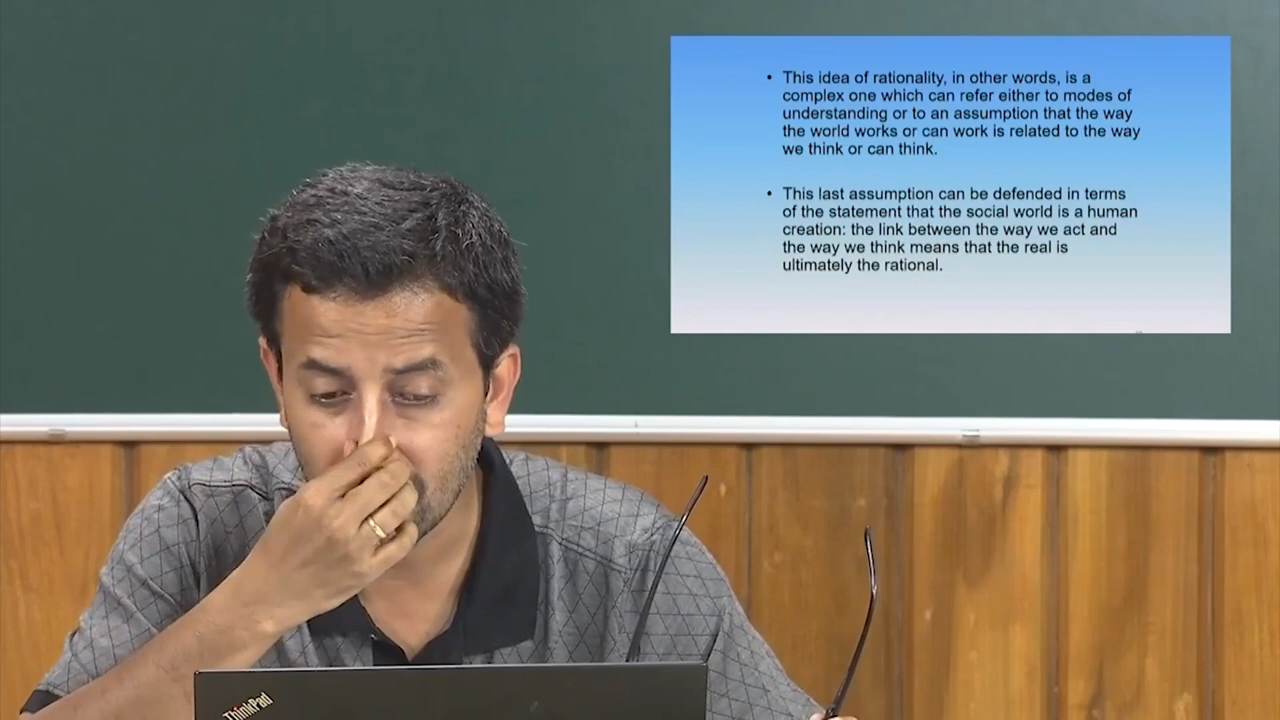 • This idea of rationality, in other words, is a
complex one which can refer either to modes of
understanding or to an assumption that the way
the world works or can work is related to the way
we think or can think.
• This last assumption can be defended in terms
of the statement that the social world is a human
creation: the link between the way we act and
the way we think means that the real is
ultimately the rational.
ThinkPad